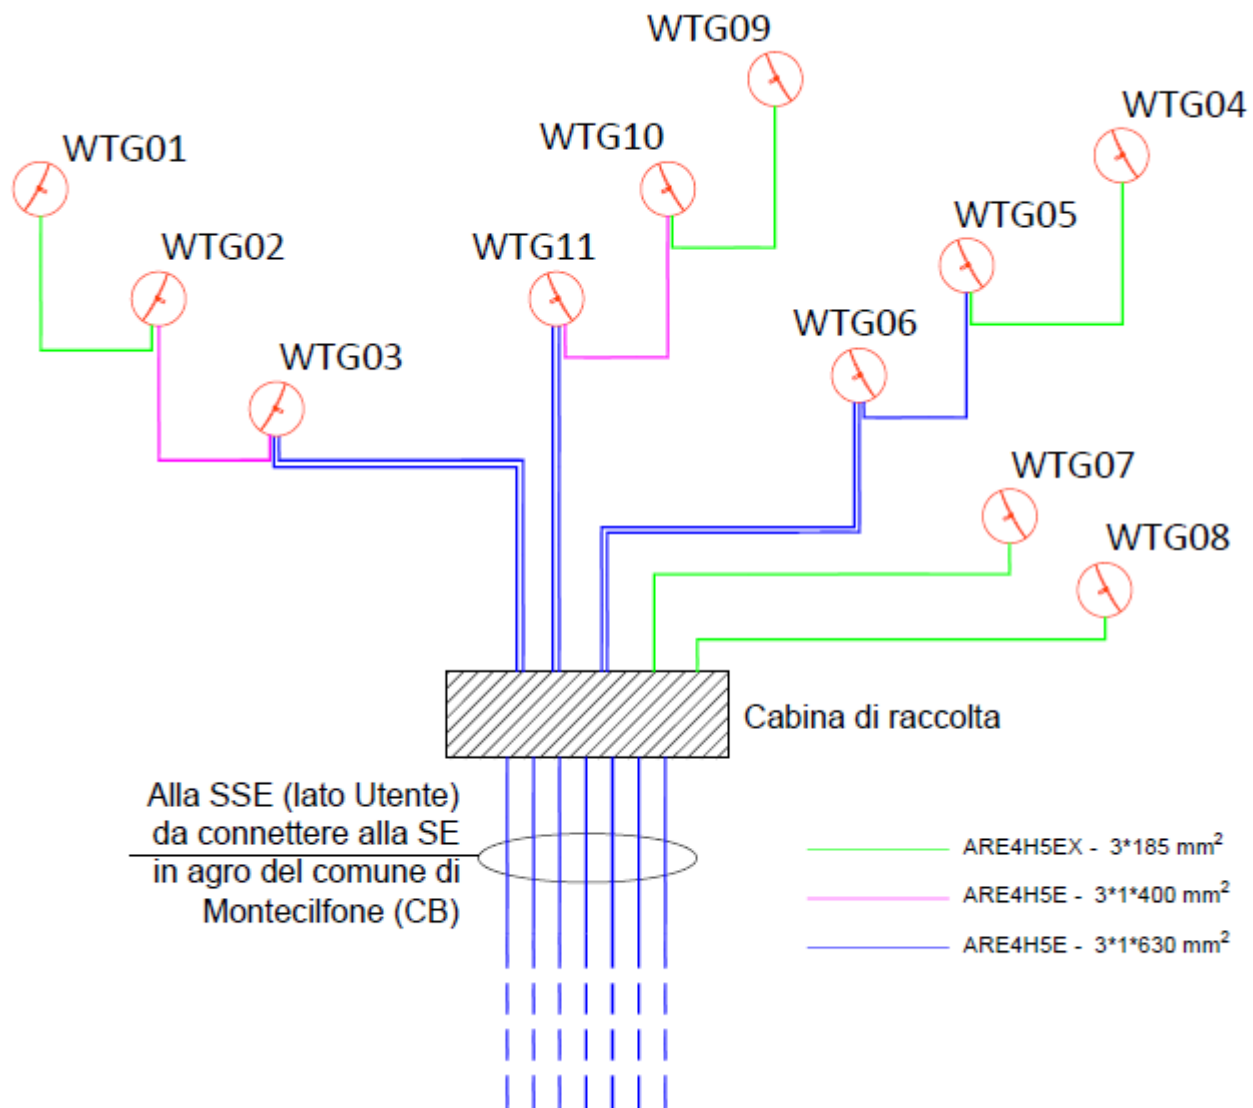 WTG09
WTG04
WTG01
WTG10
WTG05
WTG02
WTG11
WTG06
WTG03
WTG07
WTG08
Cabina di raccolta
Alla SSE (lato Utente)
da connettere alla SE
in agro del comune di
Montecilfone (CB)
ARE4H5EX - 3*185 mm²
ARE4H5E - 3*1*400 mm²
ARE4H5E - 3*1*630 mm²